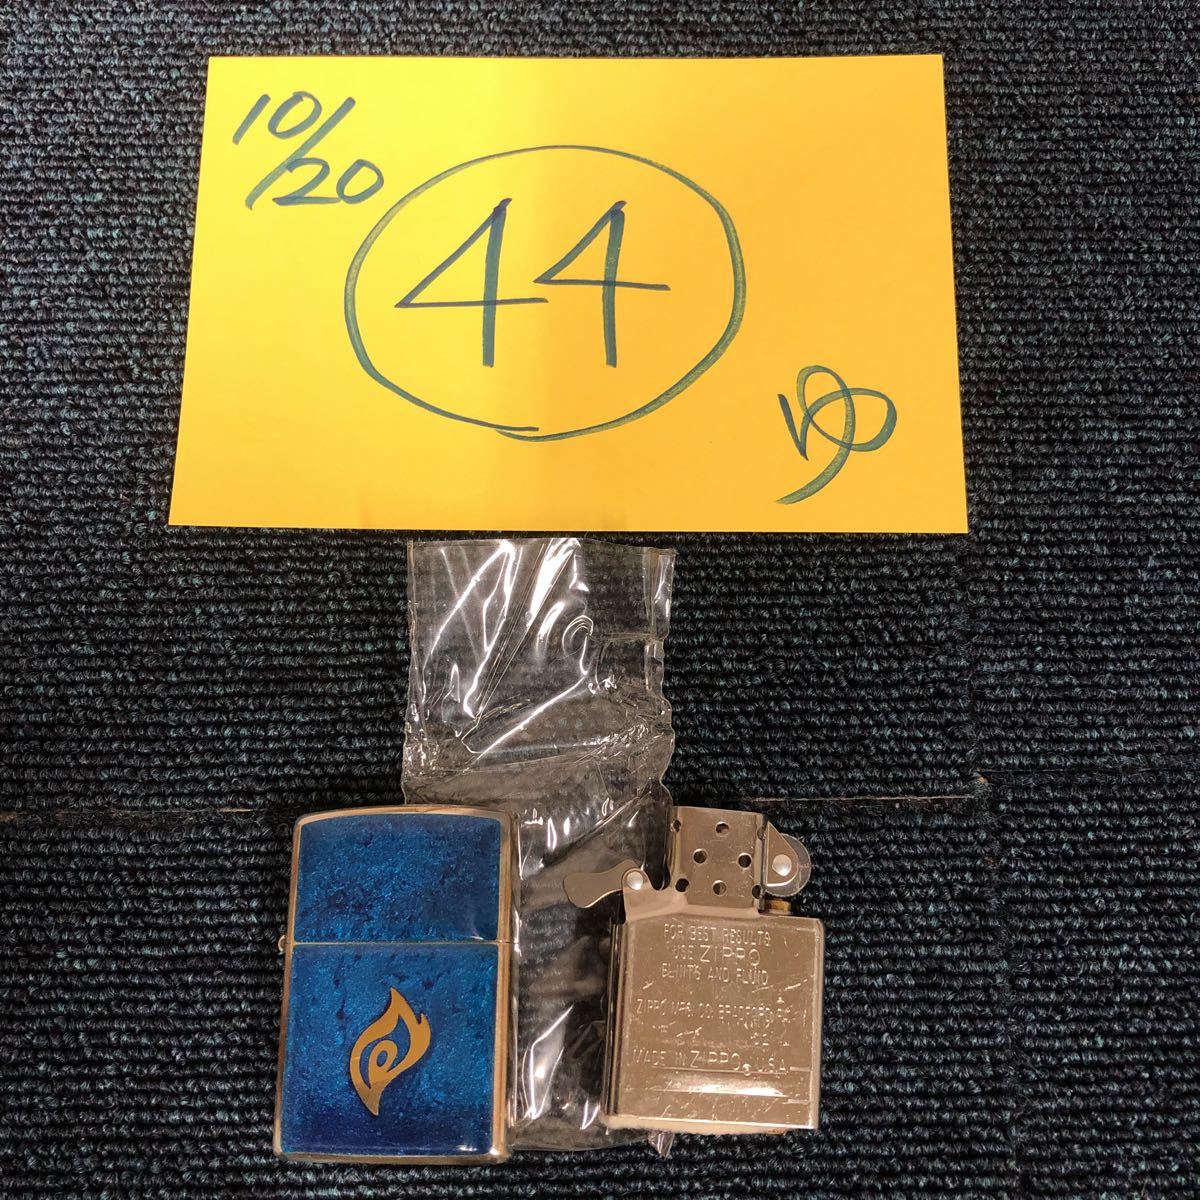 10/20
44
ゆ
FOR BEST RESULTS
USE ZIPPO
FLINTS AND FLUID
ZIPPO MFG. CO. BRADFORD, PA.
MADE IN ZIPPO U.S.A.